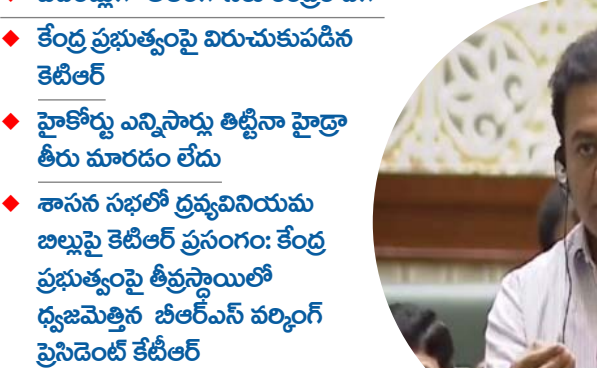 కేంద్ర ప్రభుత్వంపై విరుచుకుపడిన
కెటిఆర్
హైకోర్టు ఎన్నిసార్లు తిట్టినా హైడ్రా
తీరు మారడం లేదు
శాసన సభలో ద్రవ్యవినియమ
బిల్లుపై కెటిఆర్ ప్రసంగం: కేంద్ర
ప్రభుత్వంపై తీవ్రస్థాయిలో
ధ్వజమెత్తిన బీఆర్ఎస్ వర్కింగ్
ప్రెసిడెంట్ కేటీఆర్